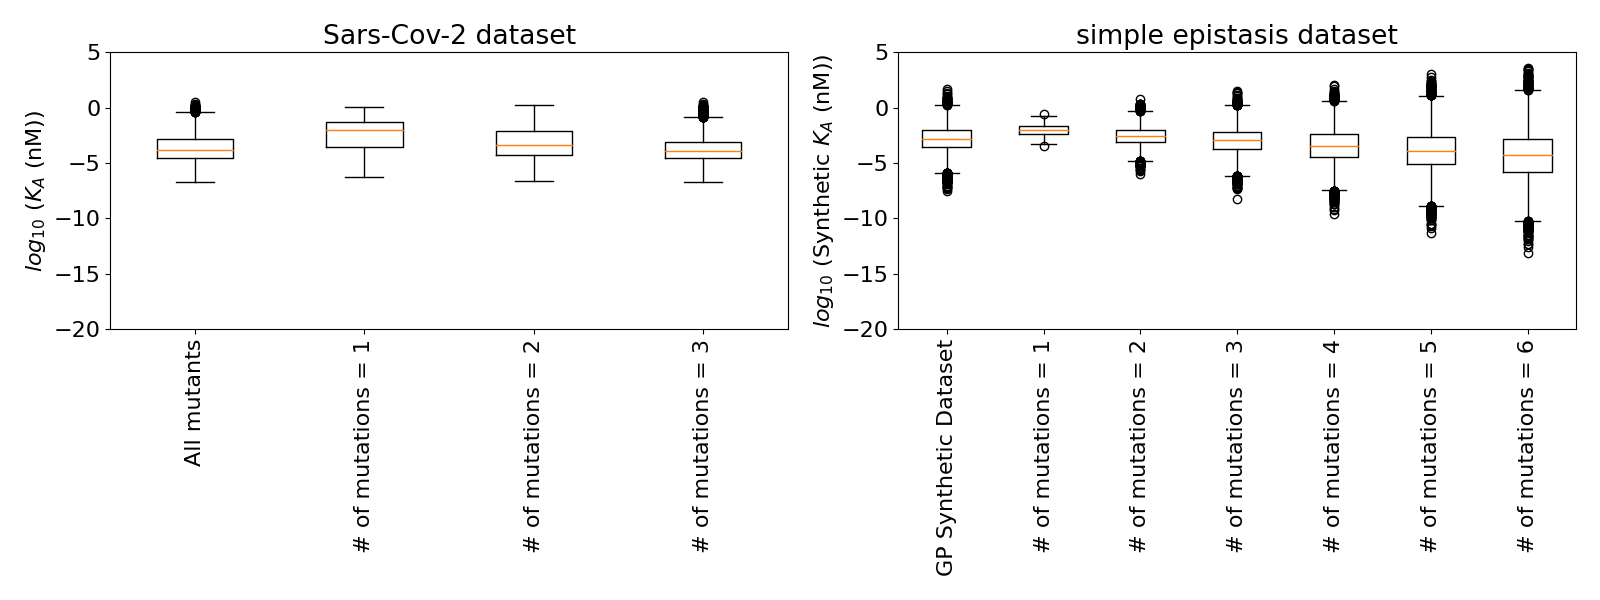 Sars-Cov-2 dataset
log10 (KA (nM))
5
0
−5
−10
−15
−20
All mutants
# of mutations = 1
# of mutations = 2
# of mutations = 3
simple epistasis dataset
log10 (Synthetic KA (nM))
5
0
−5
−10
−15
−20
GP Synthetic Dataset
# of mutations = 1
# of mutations = 2
# of mutations = 3
# of mutations = 4
# of mutations = 5
# of mutations = 6